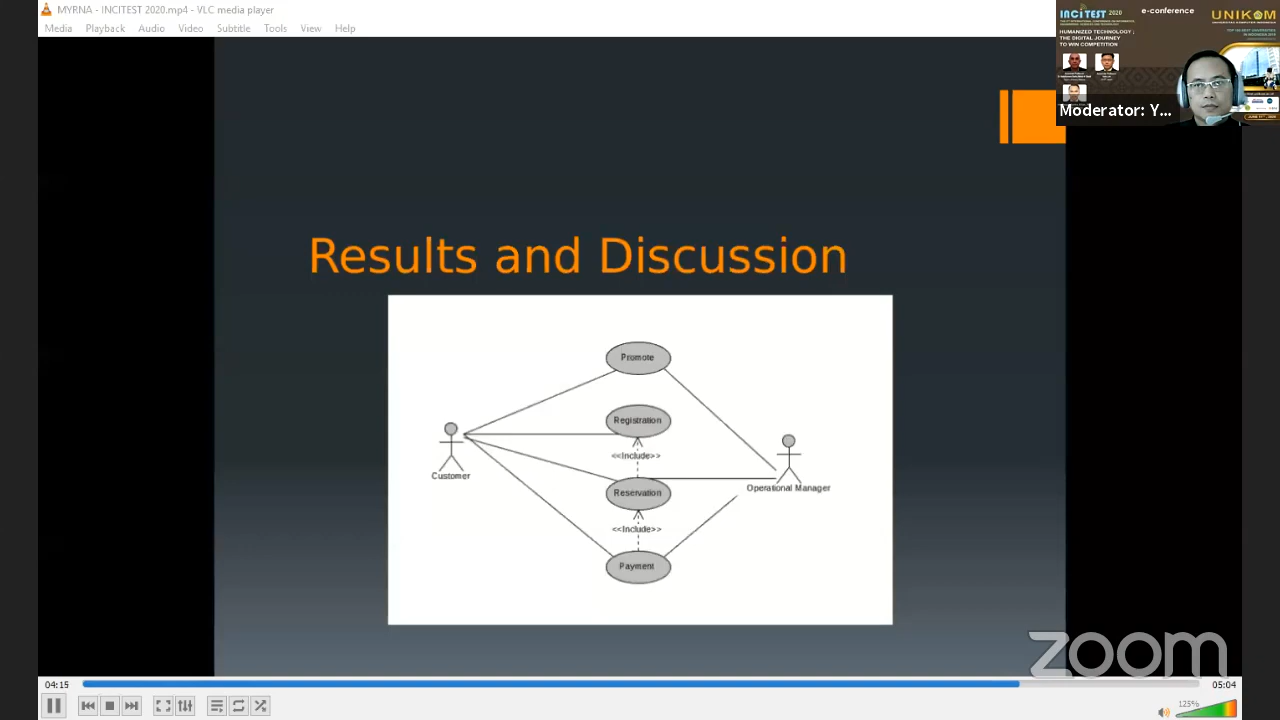 MYRNA - INCITEST 2020.mp4 - VLC media player
Media Playback Audio Video Subtitle Tools View Help
INCITEST 2020
e-conference
UNIKOM
HUMANIZED TECHNOLOGY :
THE DIGITAL JOURNEY
TO WIN COMPETITION
Moderator: Y...
Results and Discussion
Promote
Registration
<<Include>>
Customer
Reservation
Operational Manager
<<Include>>
Payment
zoom
04:15
05:04
125%